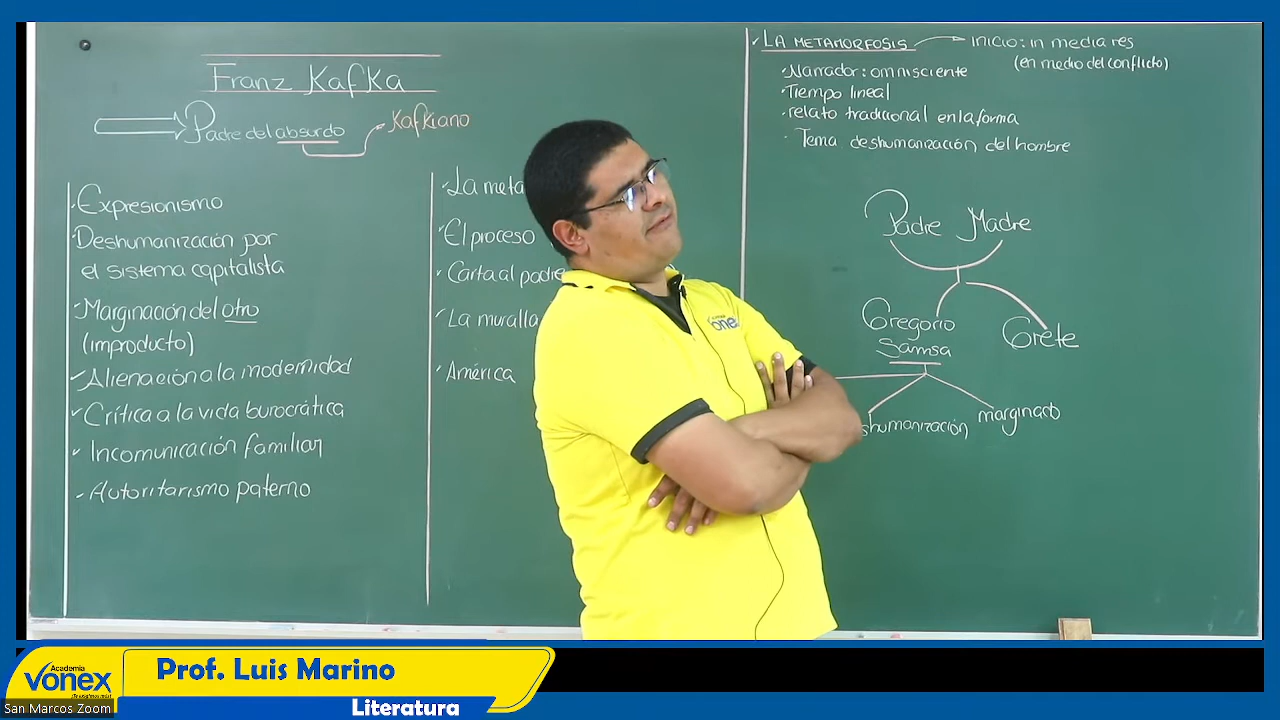 Franz Kafka
Padre del absurdo
Kafkiano
Expresionismo
Deshumanización por
el sistema capitalista
Marginación del otro
(improducto)
Alienación a la modernidad
Crítica a la vida burocrática
Incomunicación familiar
Autoritarismo paterno
La meta
El proceso
Carta al padre
La muralla
América
LA METAMORFOSIS
inicio: in media res
(en medio del conflicto)
Narrador: omnisciente
Tiempo lineal
relato tradicional en la forma
Tema deshumanización del hombre
Padre Madre
Gregorio
Samsa
Grete
shumanización
marginado
Vonex
Academia
Vonex
Prof. Luis Marino
Literatura
San Marcos Zoom